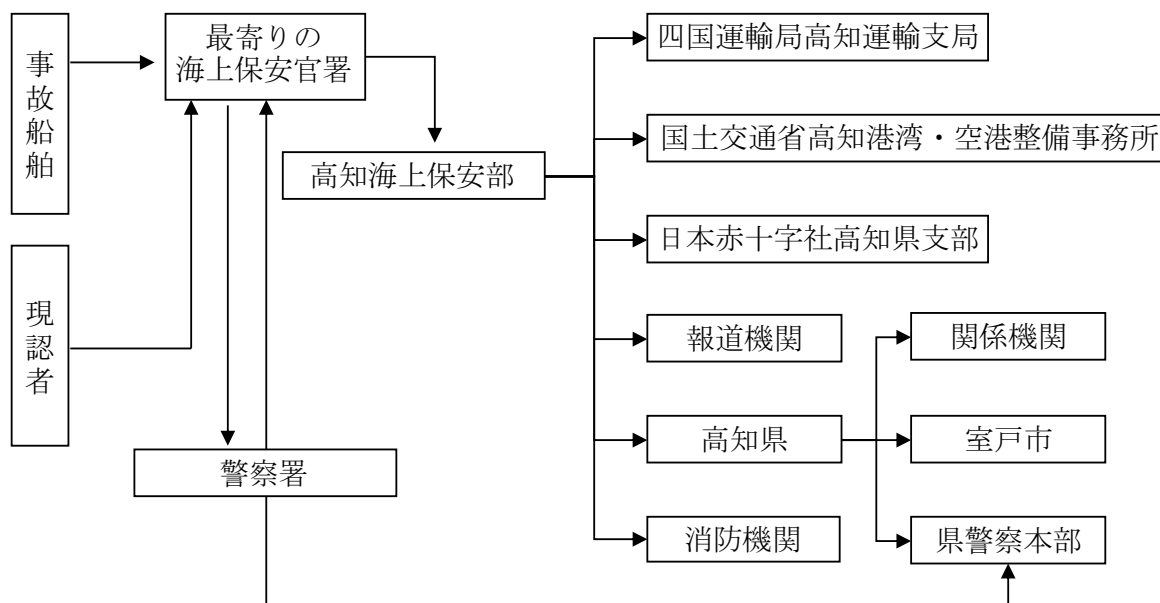 事故船舶
最寄りの
海上保安官署
四国運輸局高知運輸支局
国土交通省高知港湾・空港整備事務所
高知海上保安部
日本赤十字社高知県支部
現認者
報道機関
関係機関
高知県
室戸市
警察署
消防機関
県警察本部